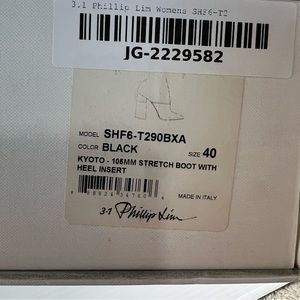 3.1 Phillip Lim Womens SHF6-T2
JG-2229582
MODEL SHF6-T290BXA
COLOR BLACK SIZE 40
KYOTO - 105MM STRETCH BOOT WITH
HEEL INSERT
MADE IN ITALY
3.1 Phillip Lim